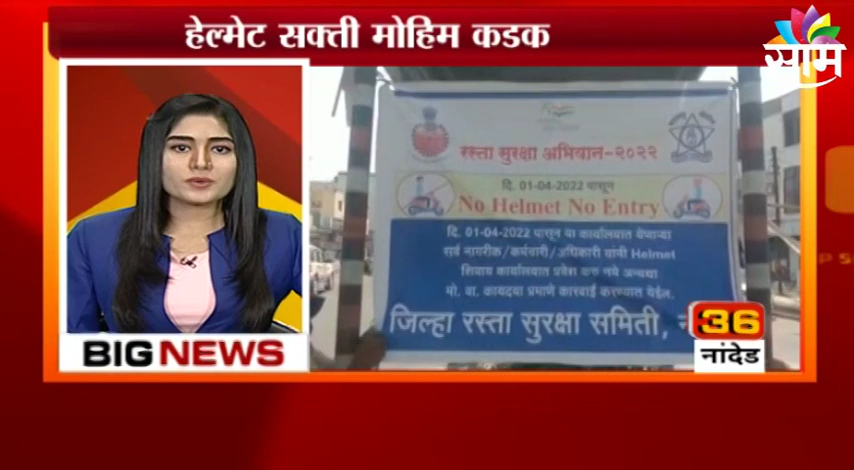 हेल्मेट सक्ती मोहिम कडक
साम
रस्ता सुरक्षा अभियान-२०२२
दि. 01-04-2022 पासून
No Helmet No Entry
दि. 01-04-2022 पासून या कार्यालयात येणाऱ्या
सर्व नागरीक/कर्मचारी/अधिकारी यांनी Helmet
शिवाय कार्यालयात प्रवेश करु नये अन्यथा
मो. वा. कायदया प्रमाणे कारवाई करण्यात येईल.
जिल्हा रस्ता सुरक्षा समिती,
36
नांदेड
BIG NEWS